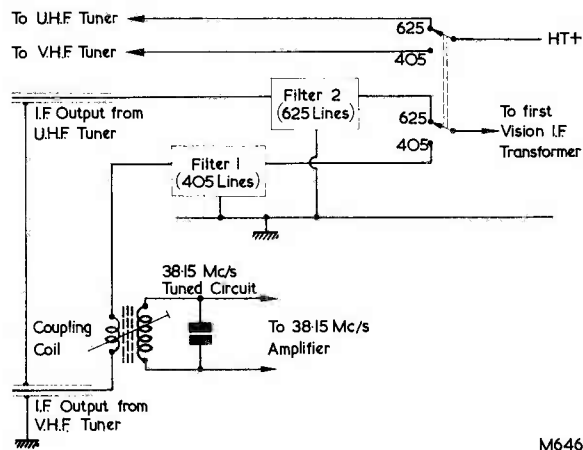 To U.H.F Tuner
625
HT+
To V.H.F Tuner
405
I.F Output from
U.H.F Tuner
Filter 2
(625 Lines)
625
To first
Vision I.F
Transformer
405
Filter 1
(405 Lines)
38·15 Mc/s
Tuned Circuit
Coupling
Coil
To 38·15 Mc/s
Amplifier
I.F Output from
V.H.F Tuner
M646